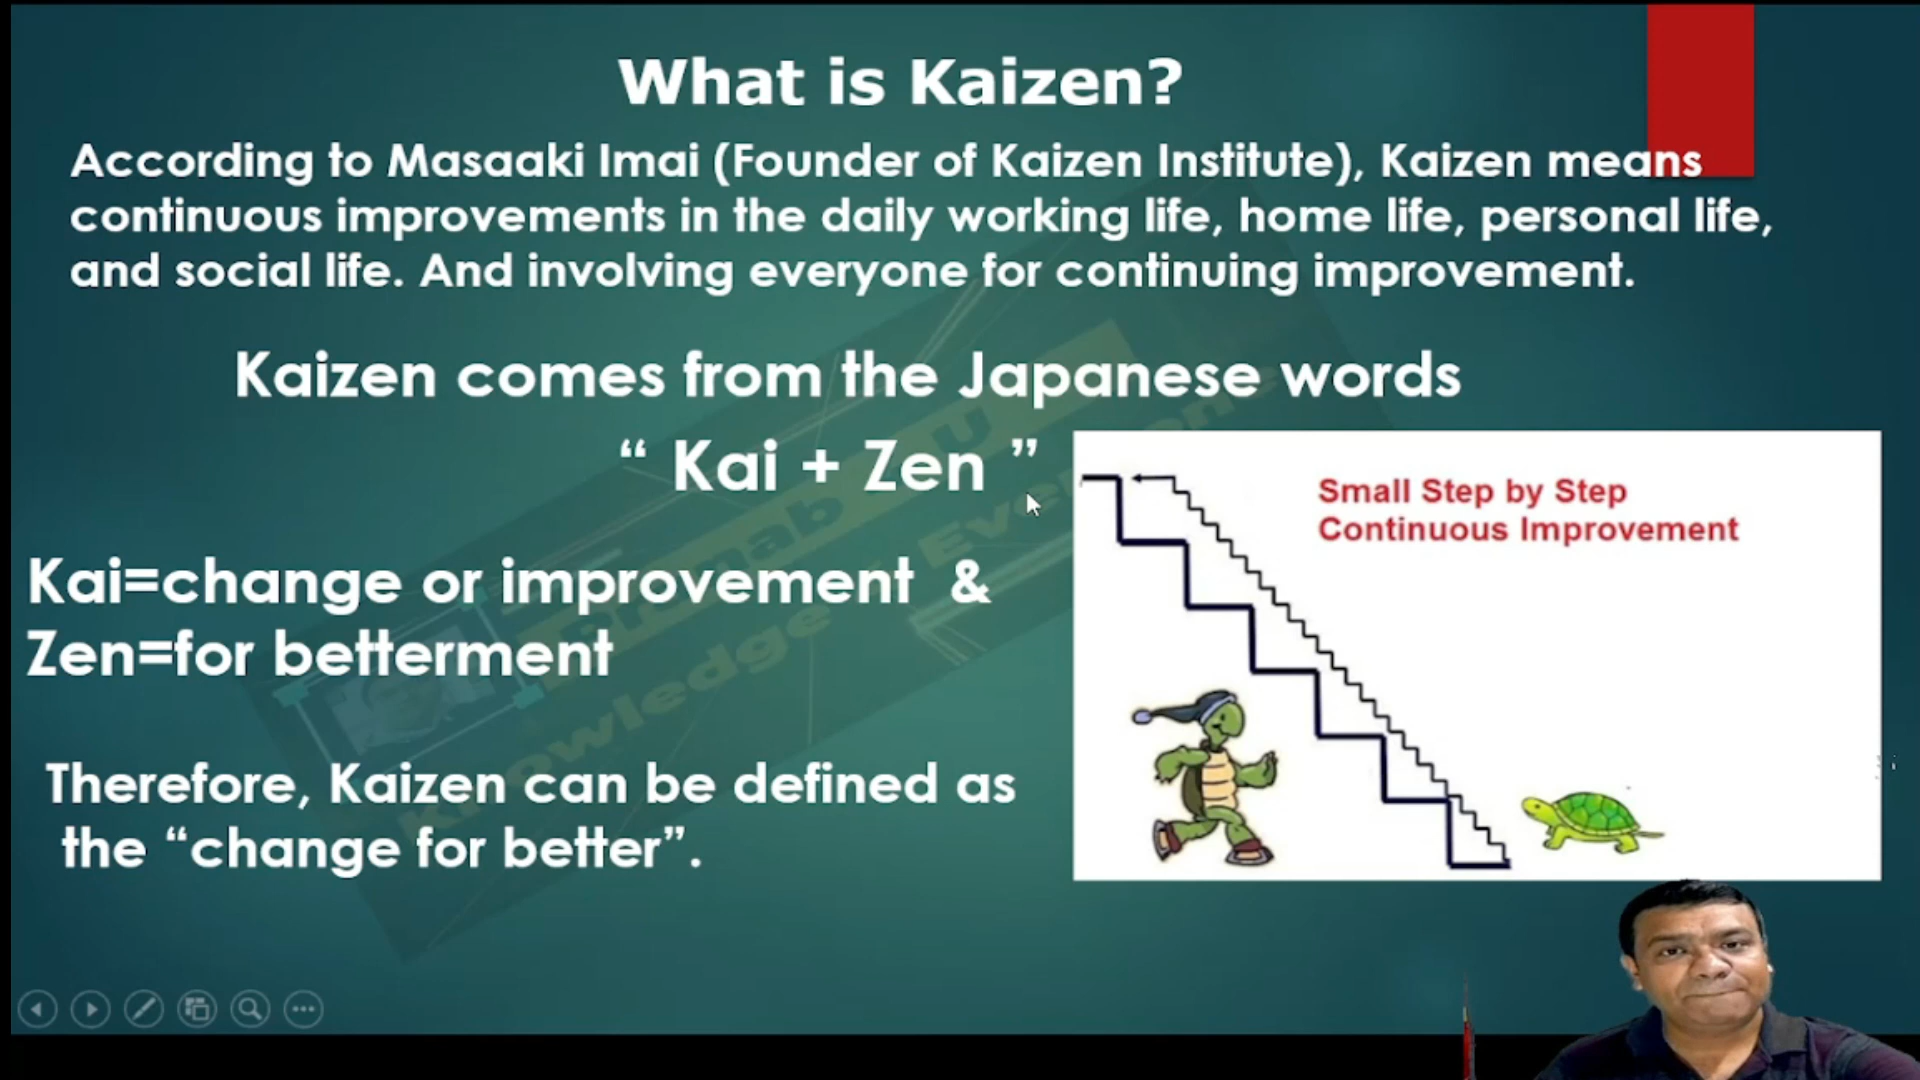 What is Kaizen?
According to Masaaki Imai (Founder of Kaizen Institute), Kaizen means
continuous improvements in the daily working life, home life, personal life,
and social life. And involving everyone for continuing improvement.
Kaizen comes from the Japanese words
“ Kai + Zen ”
Small Step by Step
Continuous Improvement
Kai=change or improvement &
Zen=for betterment
Therefore, Kaizen can be defined as
the “change for better”.
Knowledge